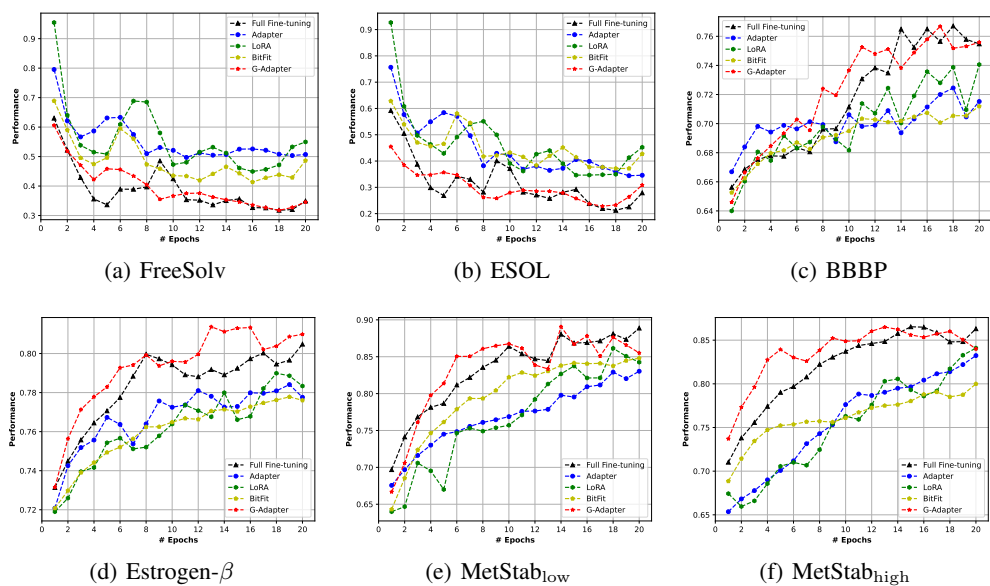 Full Fine-tuning
Adapter
LoRA
BitFit
G-Adapter
Performance
0.9
0.8
0.7
0.6
0.5
0.4
0.3
0 2 4 6 8 10 12 14 16 18 20
# Epochs
(a) FreeSolv
Full Fine-tuning
Adapter
LoRA
BitFit
G-Adapter
Performance
0.9
0.8
0.7
0.6
0.5
0.4
0.3
0.2
0 2 4 6 8 10 12 14 16 18 20
# Epochs
(b) ESOL
Full Fine-tuning
Adapter
LoRA
BitFit
G-Adapter
Performance
0.76
0.74
0.72
0.70
0.68
0.66
0.64
0 2 4 6 8 10 12 14 16 18 20
# Epochs
(c) BBBP
Full Fine-tuning
Adapter
LoRA
BitFit
G-Adapter
Performance
0.80
0.78
0.76
0.74
0.72
0 2 4 6 8 10 12 14 16 18 20
# Epochs
(d) Estrogen-β
Full Fine-tuning
Adapter
LoRA
BitFit
G-Adapter
Performance
0.90
0.85
0.80
0.75
0.70
0.65
0 2 4 6 8 10 12 14 16 18 20
# Epochs
(e) MetStab_low
Full Fine-tuning
Adapter
LoRA
BitFit
G-Adapter
Performance
0.85
0.80
0.75
0.70
0.65
0 2 4 6 8 10 12 14 16 18 20
# Epochs
(f) MetStab_high